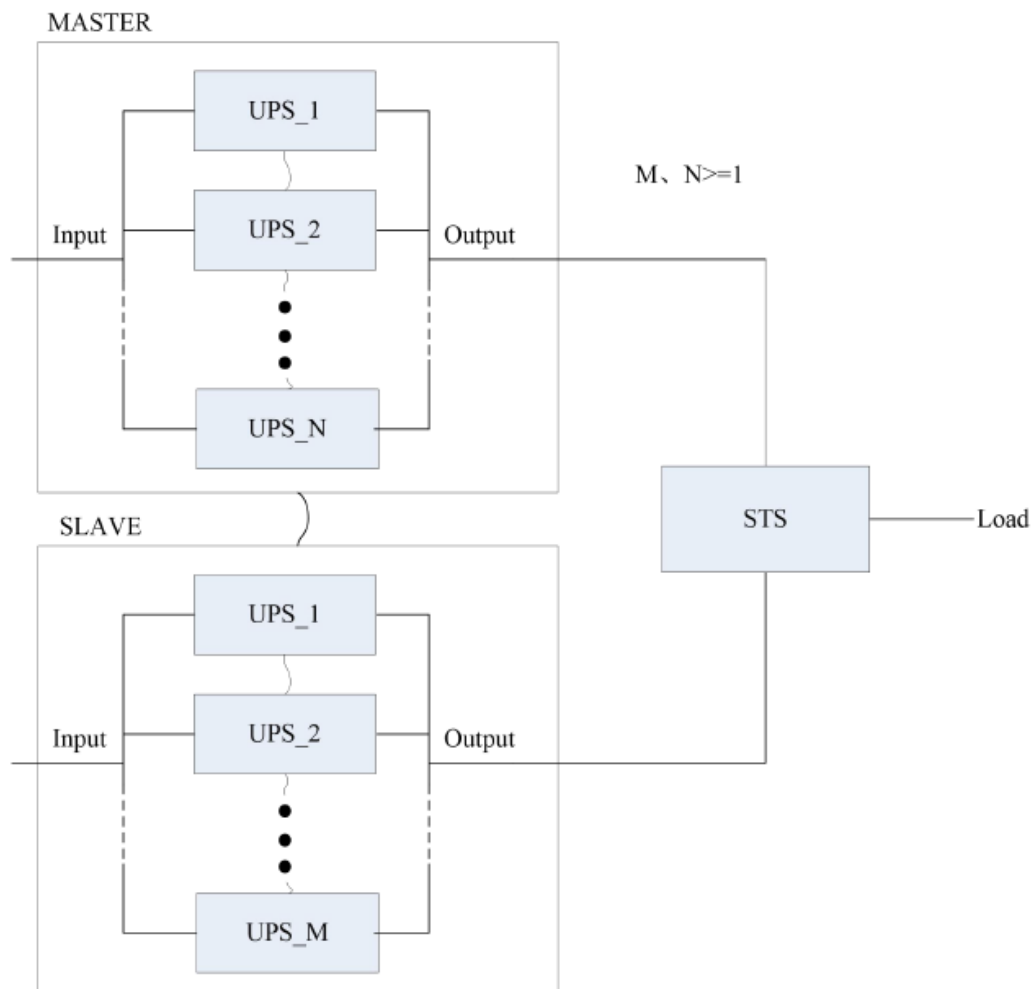 MASTER
UPS_1
M、N>=1
UPS_2
Input
Output
UPS_N
STS
Load
SLAVE
UPS_1
UPS_2
Input
Output
UPS_M